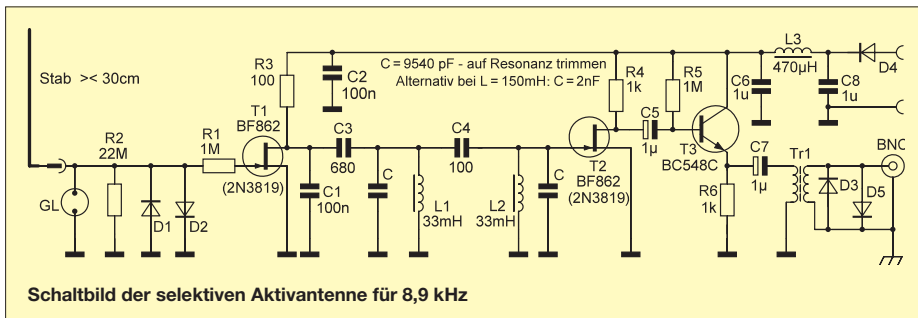 Stab >< 30cm
GL
R2
22M
D1
D2
R1
1M
T1
BF862
(2N3819)
R3
100
C2
100n
C1
100n
C3
680
C
L1
33mH
C = 9540 pF - auf Resonanz trimmen
Alternativ bei L = 150mH: C = 2nF
C4
100
L2
33mH
C
T2
BF862
(2N3819)
R4
1k
C5
1µ
R5
1M
T3
BC548C
R6
1k
C7
1µ
Tr1
C6
1u
L3
470µH
C8
1u
D4
D3
D5
BNC
Schaltbild der selektiven Aktivantenne für 8,9 kHz